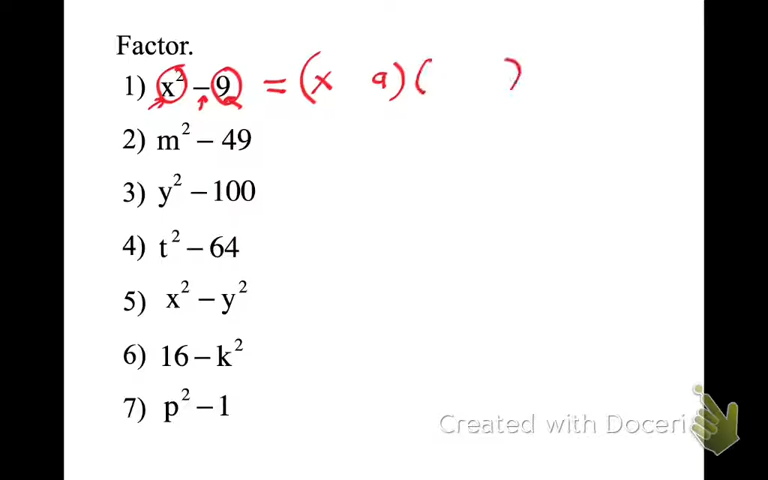 Factor.
1) x² – 9 = (x 9)( )
2) m² – 49
3) y² – 100
4) t² – 64
5) x² – y²
6) 16 – k²
7) p² – 1
Created with Doceri